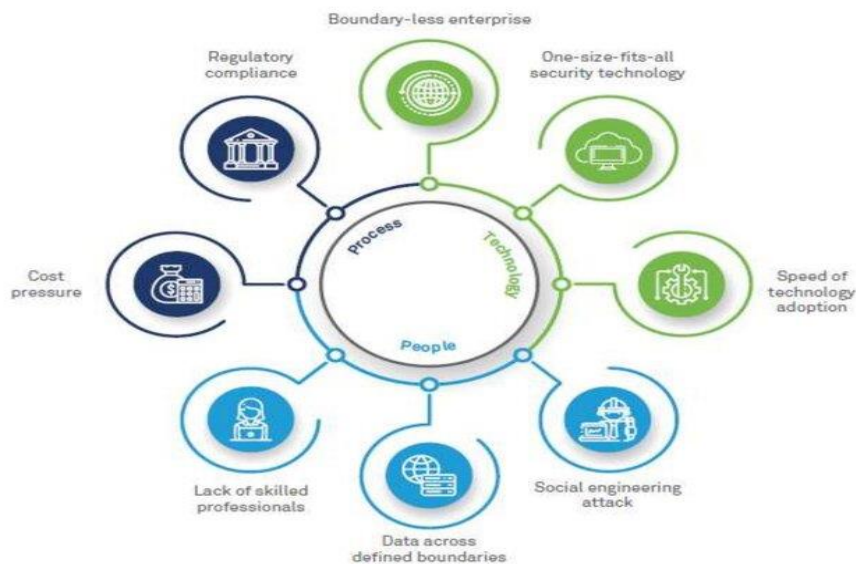 Boundary-less enterprise
Regulatory
compliance
One-size-fits-all
security technology
Process
Technology
Cost
pressure
Speed of
technology
adoption
People
Lack of skilled
professionals
Social engineering
attack
Data across
defined boundaries